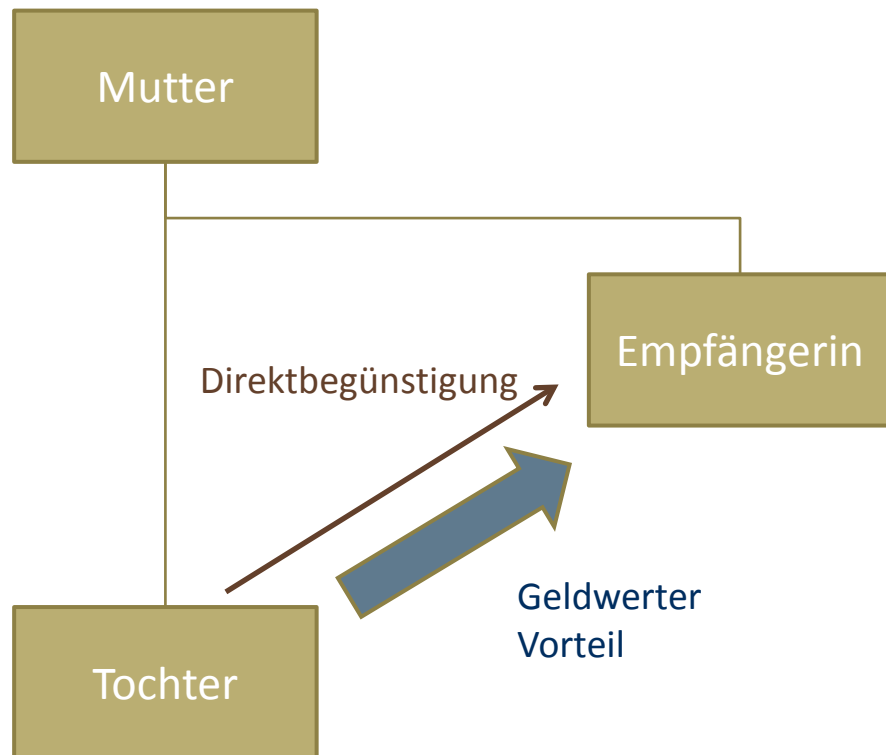 Mutter
Empfängerin
Direktbegünstigung
Geldwerter
Vorteil
Tochter